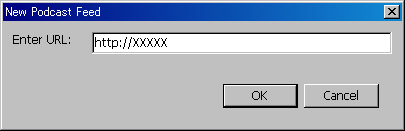 New Podcast Feed
Enter URL: http://XXXXX
OK Cancel